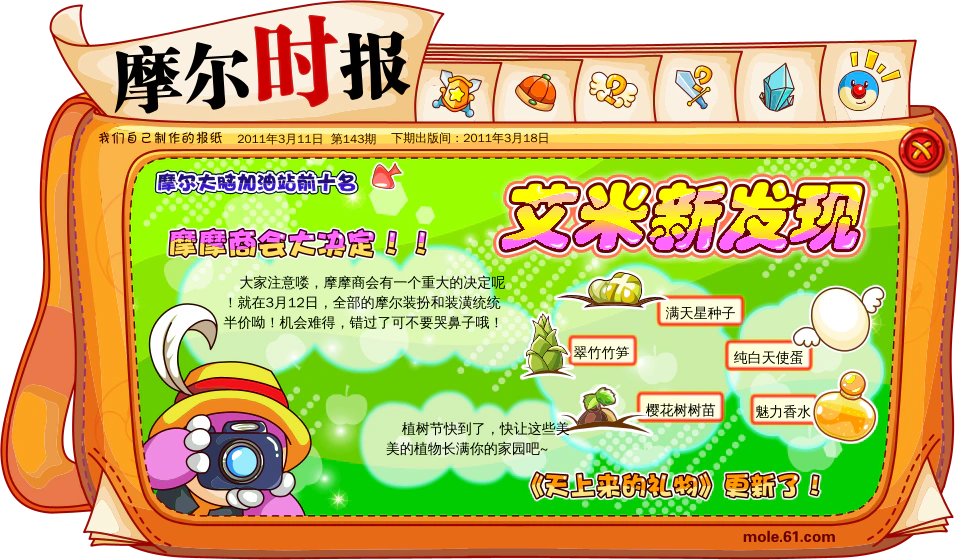 摩尔时报
我们自己制作的报纸 2011年3月11日 第143期 下期出版间：2011年3月18日
摩尔大脑加油站前十名
艾米新发现
摩摩商会大决定！！
大家注意喽，摩摩商会有一个重大的决定呢
！就在3月12日，全部的摩尔装扮和装潢统统
半价呦！机会难得，错过了可不要哭鼻子哦！
满天星种子
翠竹竹笋
纯白天使蛋
樱花树树苗
魅力香水
植树节快到了，快让这些美
美的植物长满你的家园吧~
《天上来的礼物》更新了！
mole.61.com